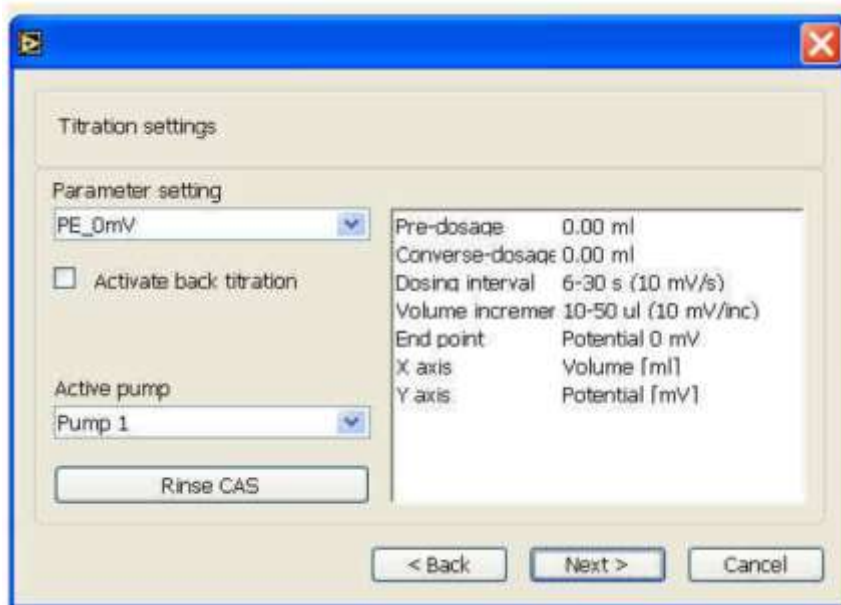 Titration settings
Parameter setting
PE_0mV
Activate back titration
Active pump
Pump 1
Rinse CAS
Pre-dosage 0.00 ml
Converse-dosage 0.00 ml
Dosing interval 6-30 s (10 mV/s)
Volume incremer 10-50 ul (10 mV/inc)
End point Potential 0 mV
X axis Volume [ml]
Y axis Potential [mV]
< Back Next > Cancel